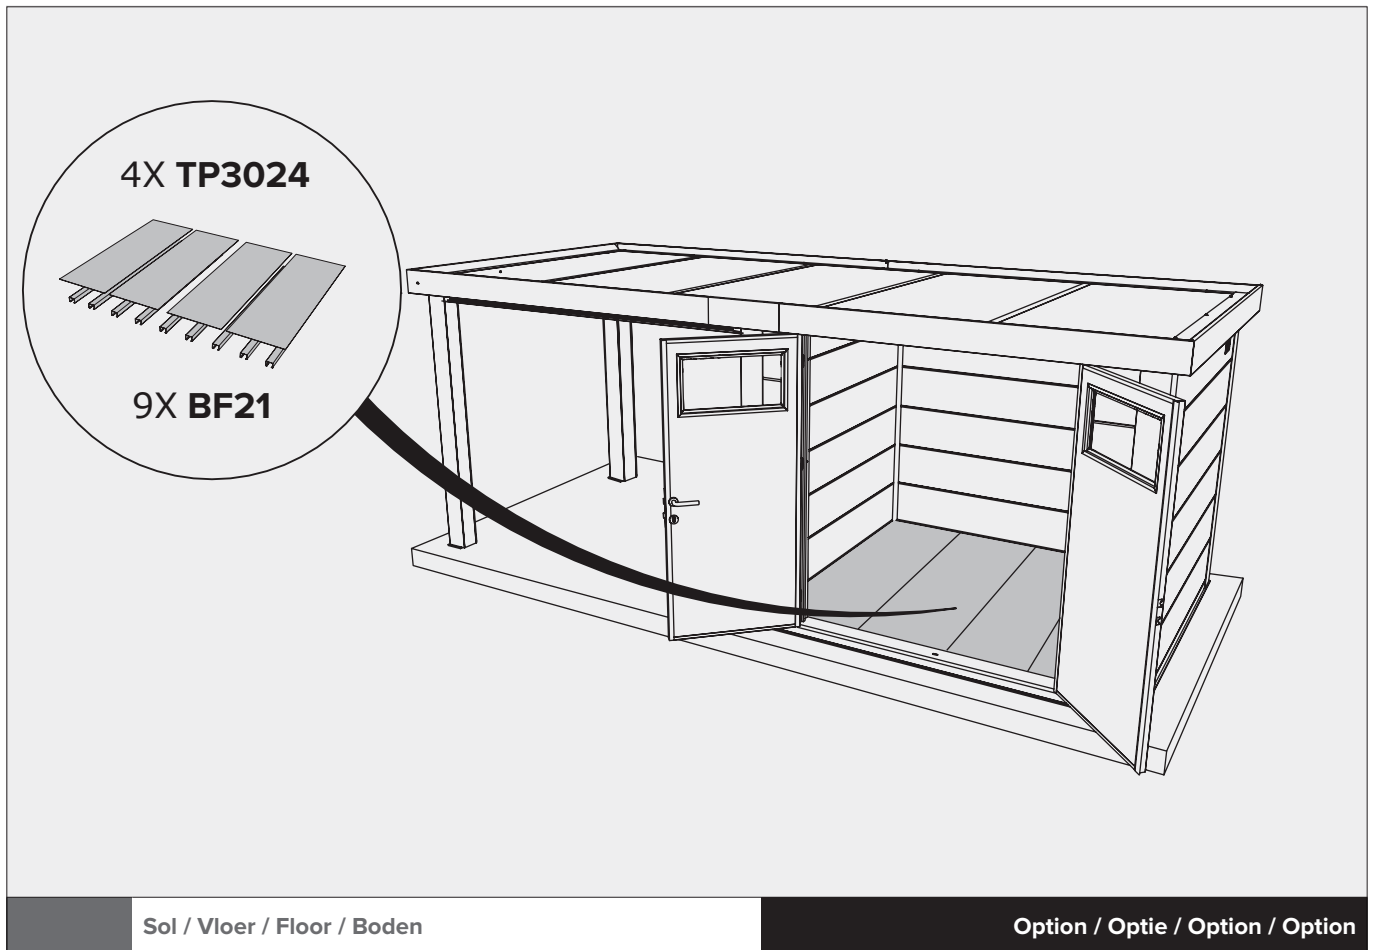 4X TP3024
9X BF21
Sol / Vloer / Floor / Boden
Option / Optie / Option / Option